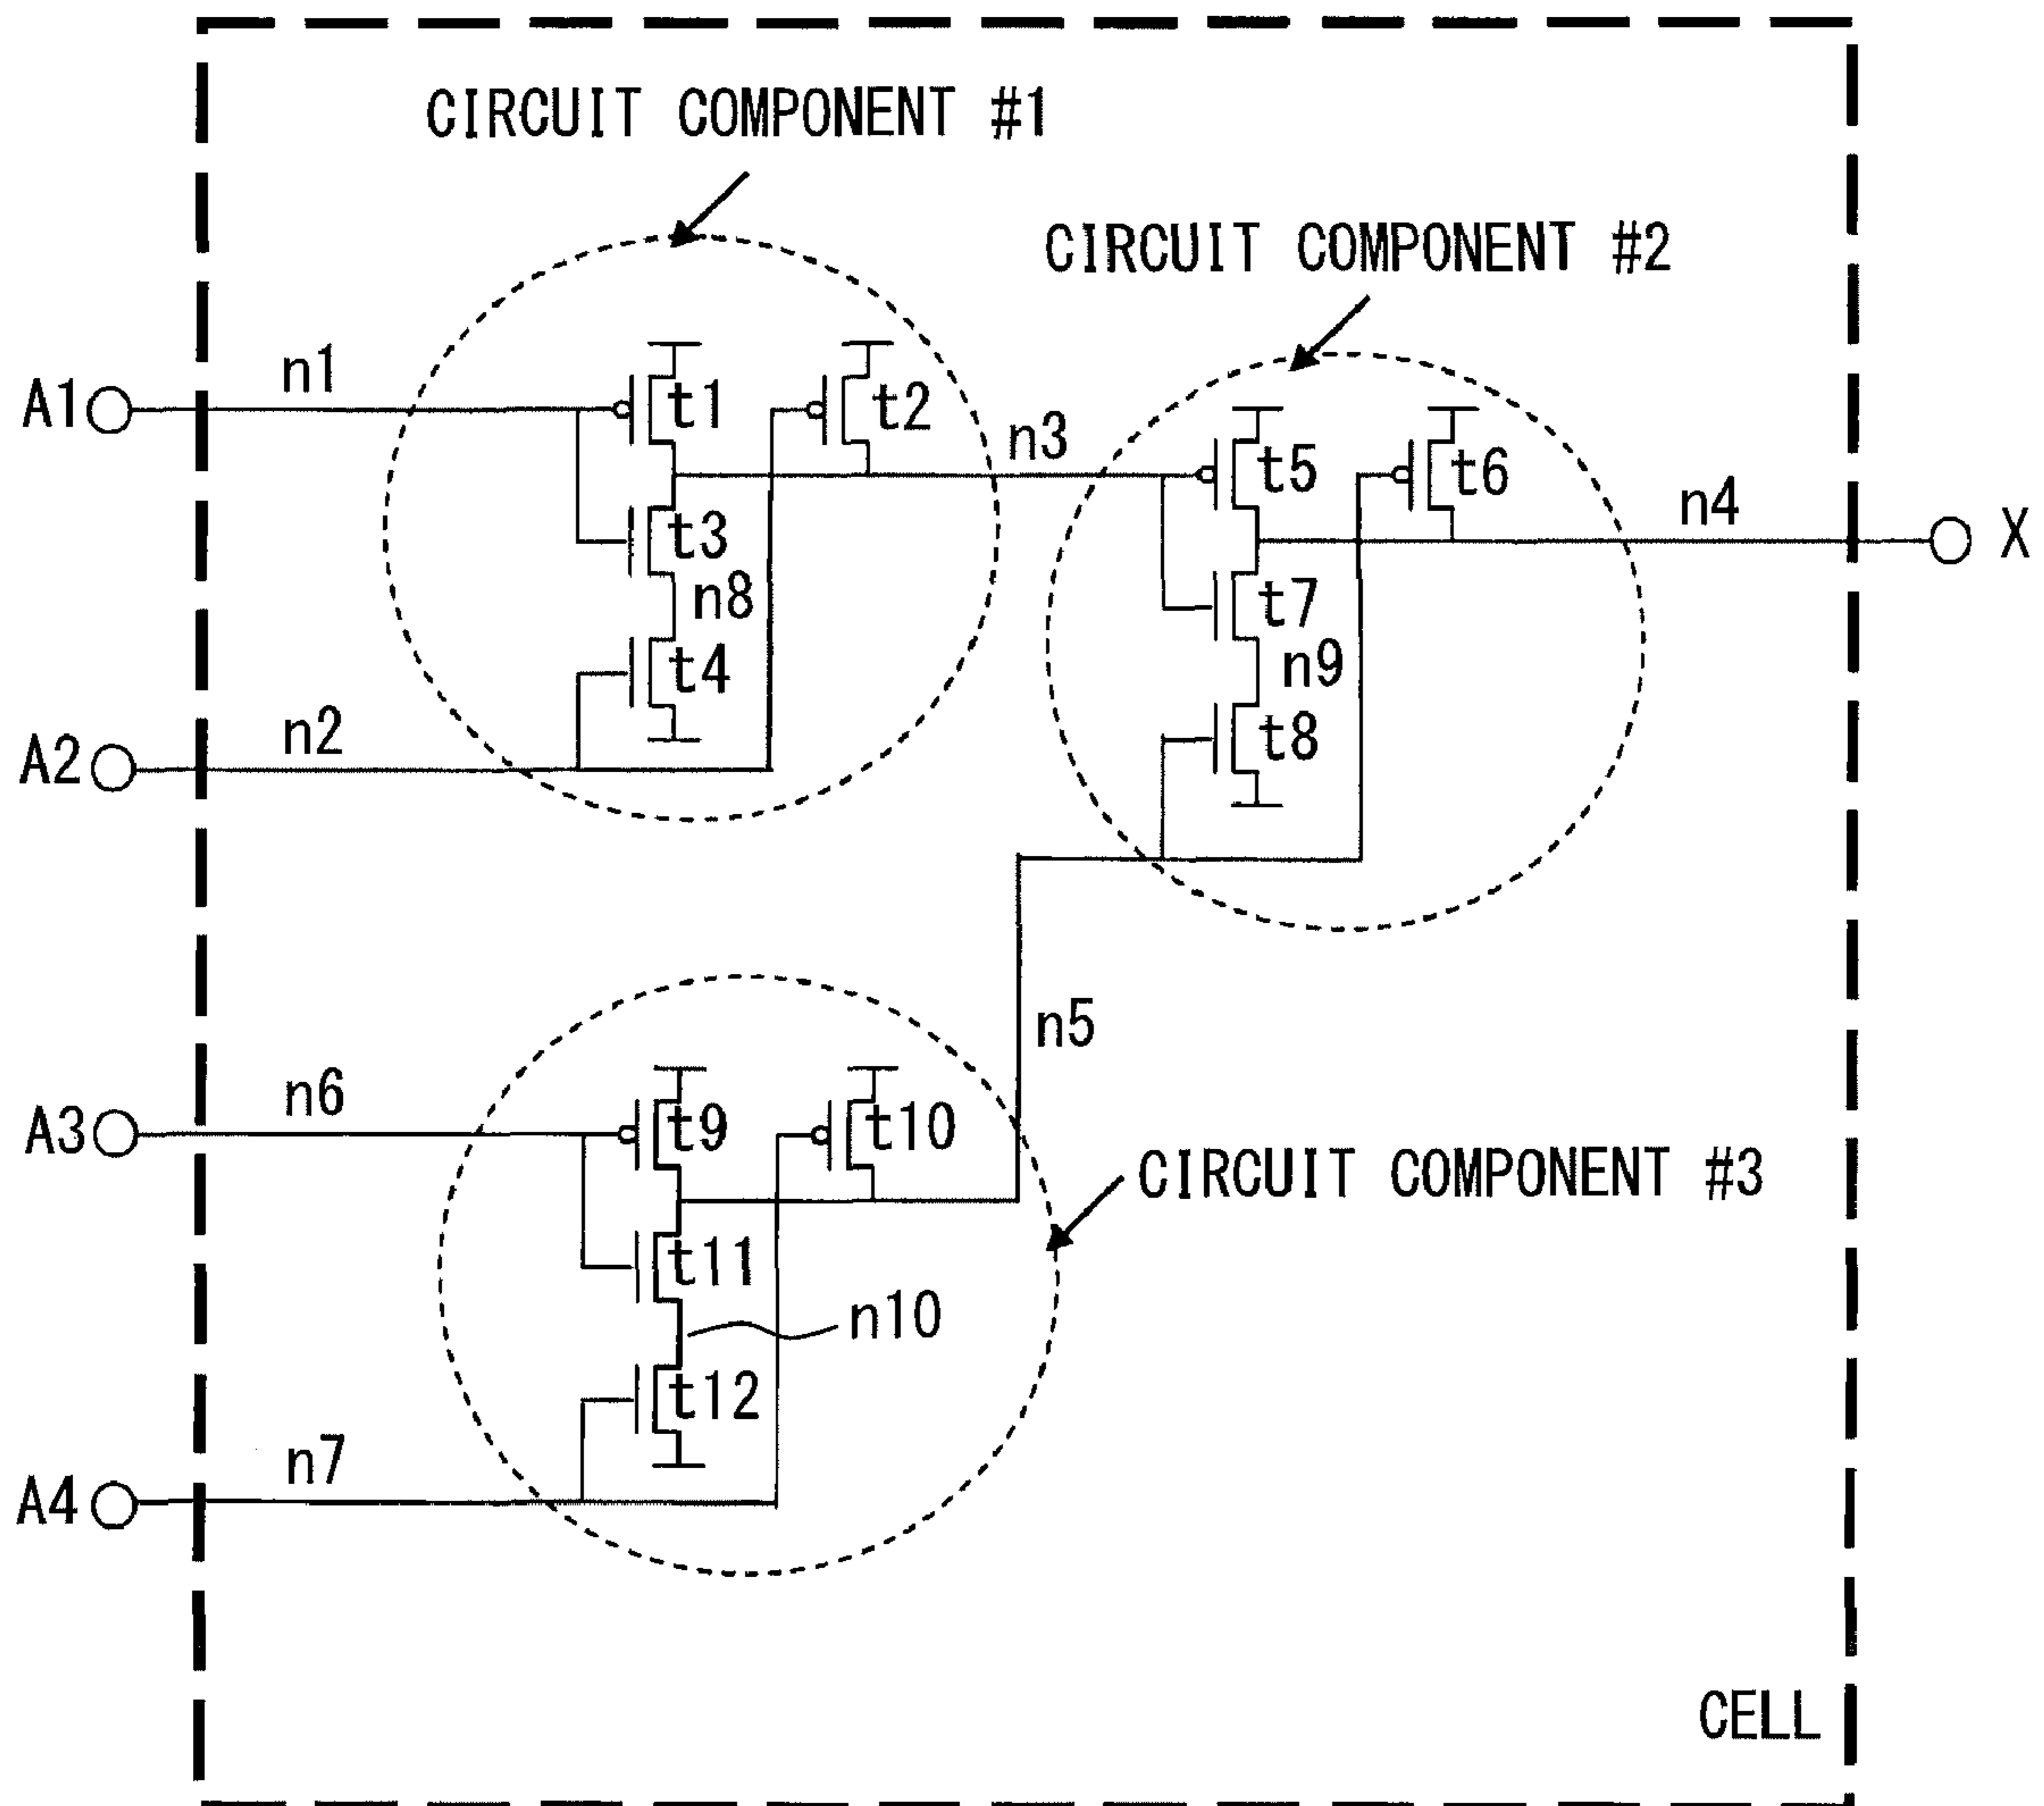 CIRCUIT COMPONENT #1
CIRCUIT COMPONENT #2
A1
n1
t1
t2
n3
t5
t6
n4
X
t3
n8
t4
t7
n9
t8
A2
n2
n5
A3
n6
t9
t10
CIRCUIT COMPONENT #3
t11
n10
t12
A4
n7
CELL